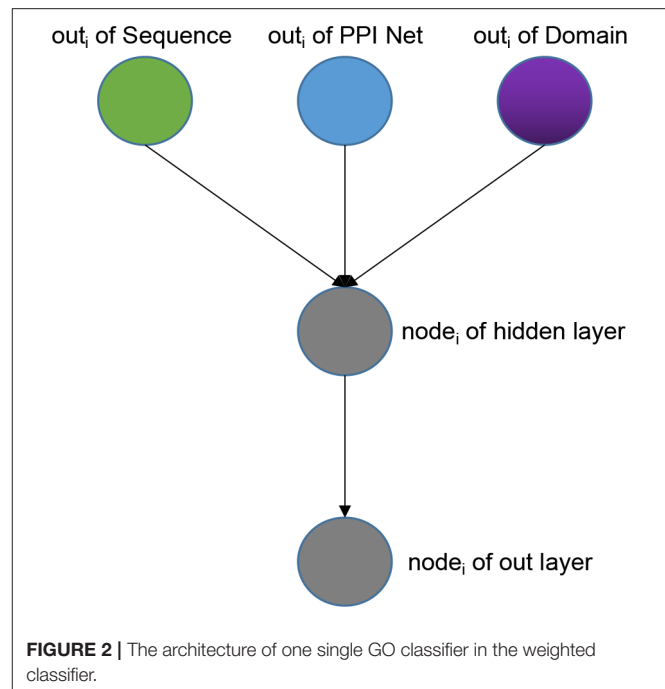 outᵢ of Sequence outᵢ of PPI Net outᵢ of Domain
nodeᵢ of hidden layer
nodeᵢ of out layer
FIGURE 2 | The architecture of one single GO classifier in the weighted
classifier.